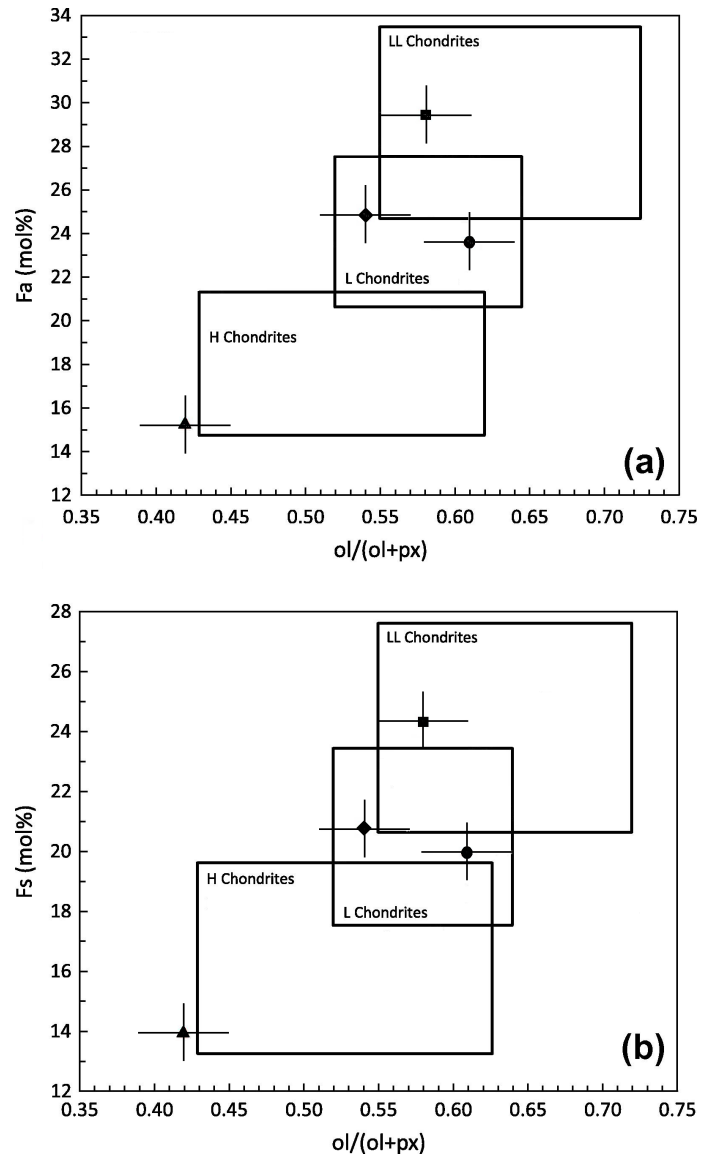 34
32
30
28
26
24
22
20
18
16
14
12
Fa (mol%)
LL Chondrites
L Chondrites
H Chondrites
(a)
0.35 0.40 0.45 0.50 0.55 0.60 0.65 0.70 0.75
ol/(ol+px)
28
26
24
22
20
18
16
14
12
Fs (mol%)
LL Chondrites
H Chondrites
L Chondrites
(b)
0.35 0.40 0.45 0.50 0.55 0.60 0.65 0.70 0.75
ol/(ol+px)